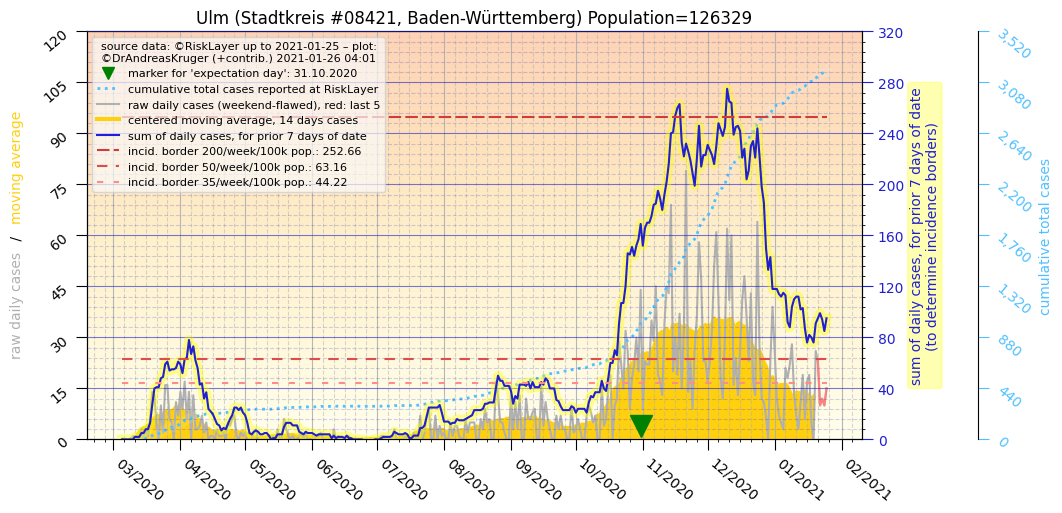 Ulm (Stadtkreis #08421, Baden-Württemberg) Population=126329
source data: ©RiskLayer up to 2021-01-25 – plot:
©DrAndreasKruger (+contrib.) 2021-01-26 04:01
marker for 'expectation day': 31.10.2020
cumulative total cases reported at RiskLayer
raw daily cases (weekend-flawed), red: last 5
centered moving average, 14 days cases
sum of daily cases, for prior 7 days of date
incid. border 200/week/100k pop.: 252.66
incid. border 50/week/100k pop.: 63.16
incid. border 35/week/100k pop.: 44.22
raw daily cases / moving average
120
105
90
75
60
45
30
15
0
03/2020
04/2020
05/2020
06/2020
07/2020
08/2020
09/2020
10/2020
11/2020
12/2020
01/2021
02/2021
320
280
240
200
160
120
80
40
0
sum of daily cases, for prior 7 days of date
(to determine incidence borders)
3,520
3,080
2,640
2,200
1,760
1,320
880
440
0
cumulative total cases